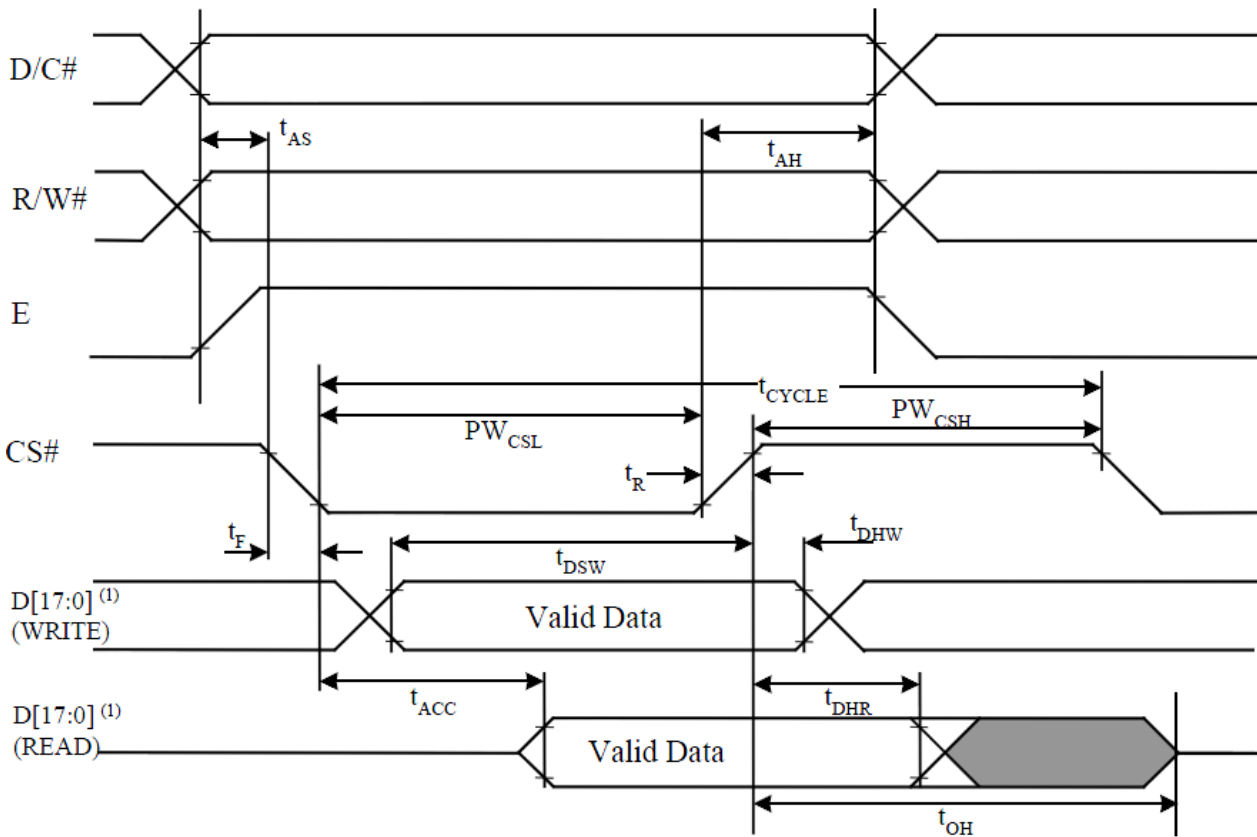 D/C#
tAS
tAH
R/W#
E
tCYCLE
PWCSL
PWCSH
CS#
tR
tF
tDSW
tDHW
D[17:0] (1)
(WRITE)
Valid Data
tACC
tDHR
D[17:0] (1)
(READ)
Valid Data
tOH